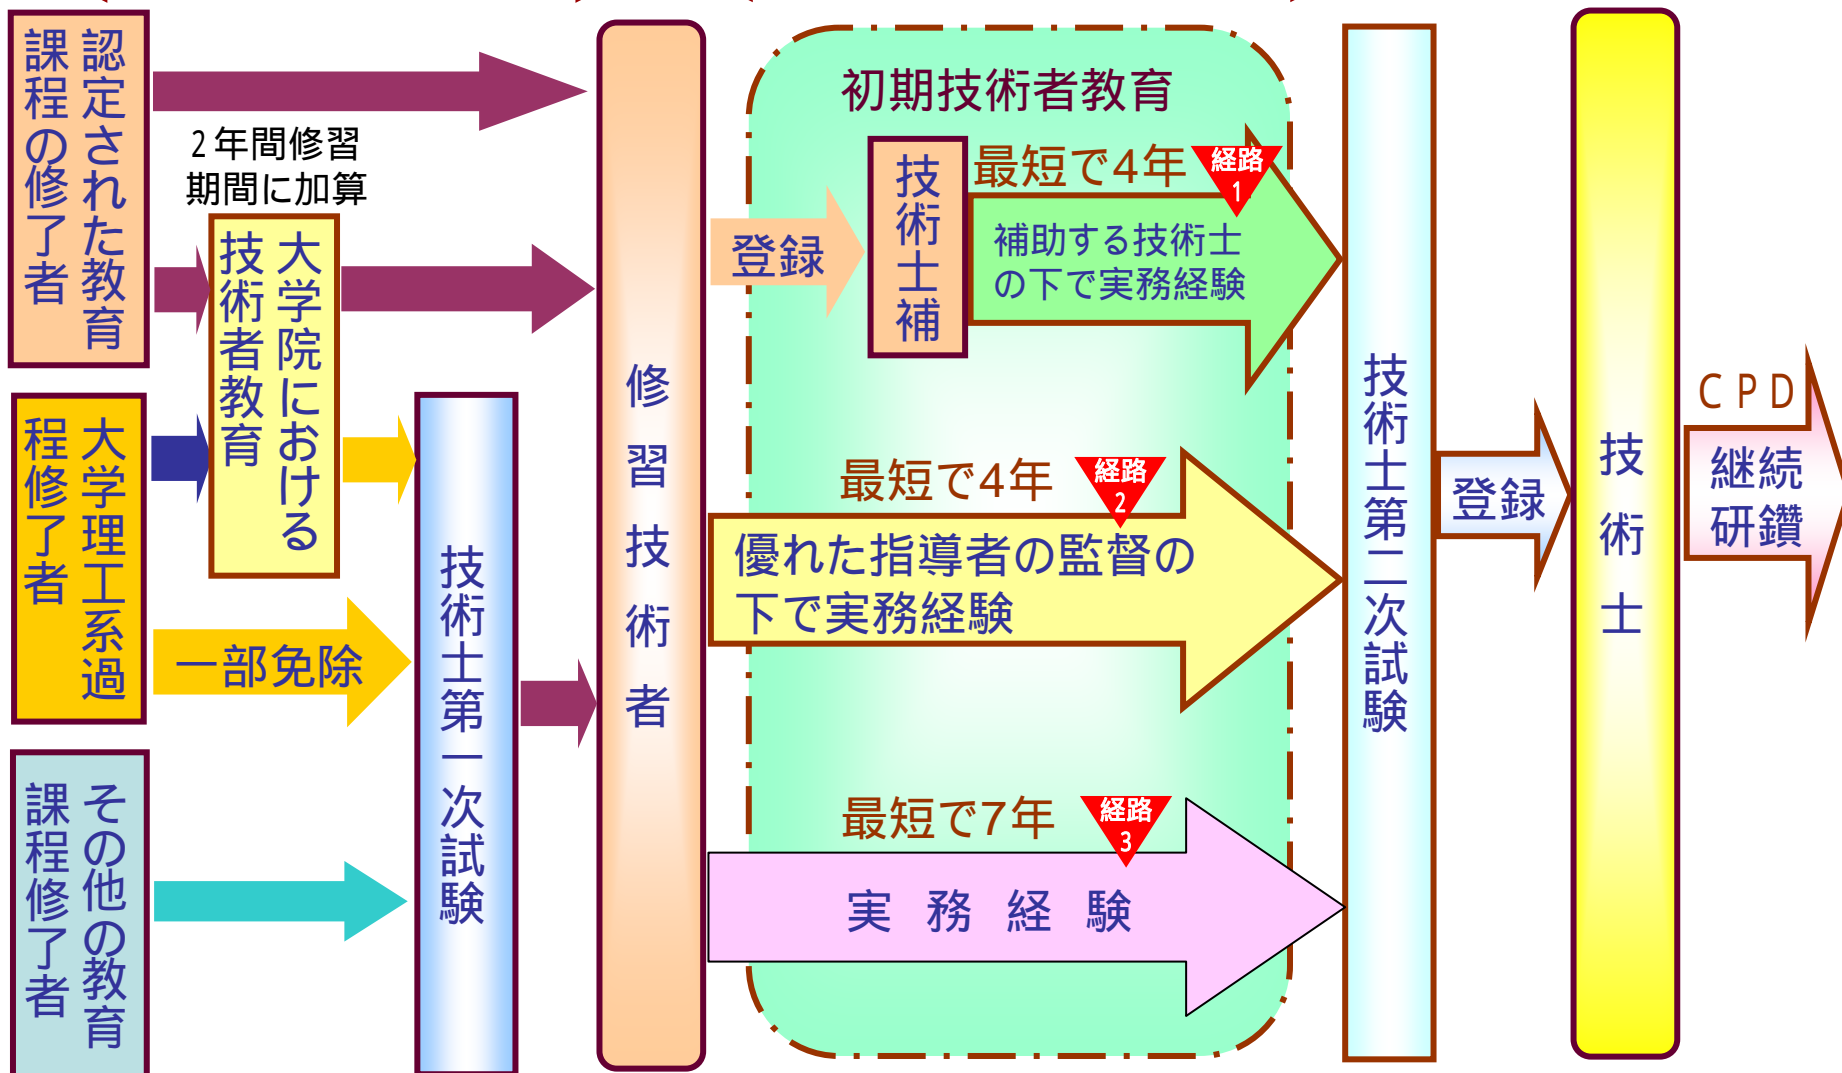 認定された教育
課程の修了者
2年間修習
期間に加算
大学院における
技術者教育
大学理工系過
程修了者
一部免除
その他の教育
課程修了者
技術士第一次試験
修習技術者
初期技術者教育
登録
技術士補
最短で4年
経路
1
補助する技術士
の下で実務経験
最短で4年
経路
2
優れた指導者の監督の
下で実務経験
最短で7年
経路
3
実務経験
技術士第二次試験
登録
技術士
CPD
継続
研鑽